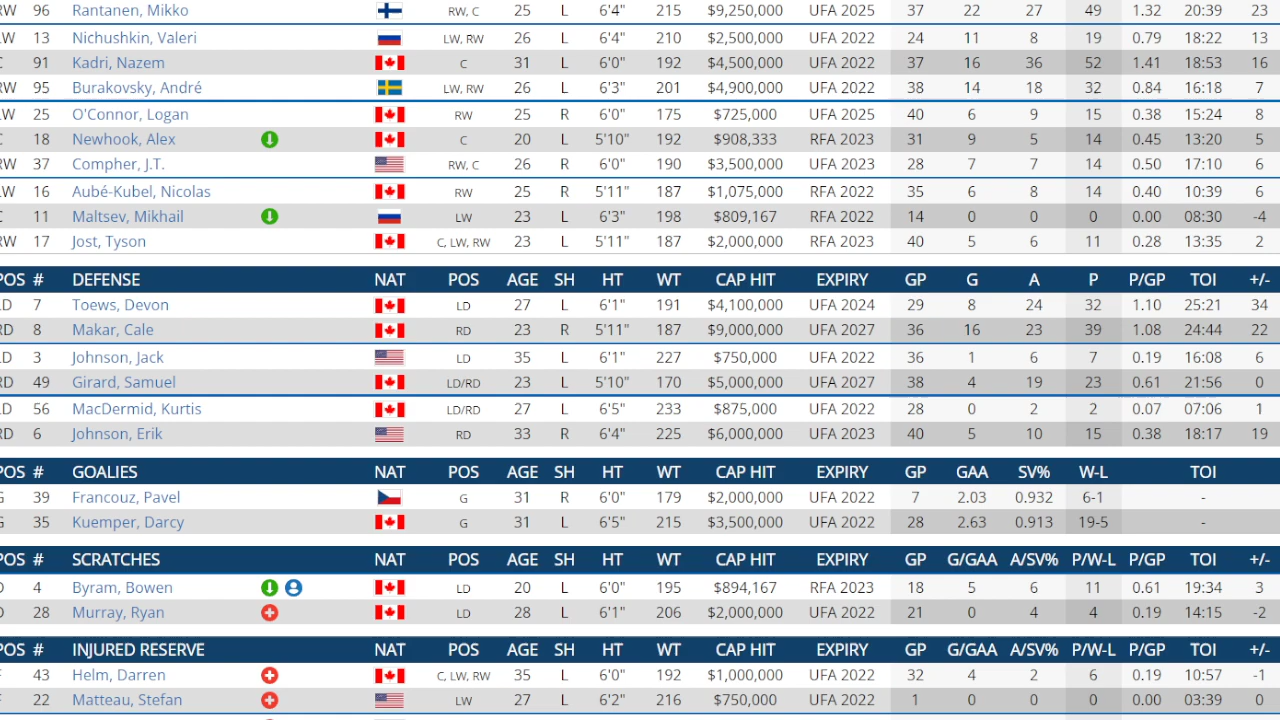 RW 96 Rantanen, Mikko RW, C 25 L 6'4" 215 $9,250,000 UFA 2025 37 22 27 1.32 20:39 23
LW 13 Nichushkin, Valeri LW, RW 26 L 6'4" 210 $2,500,000 UFA 2022 24 11 8 19 0.79 18:22 13
C 91 Kadri, Nazem C 31 L 6'0" 192 $4,500,000 UFA 2022 37 16 36 52 1.41 18:53 16
RW 95 Burakovsky, André LW, RW 26 L 6'3" 201 $4,900,000 UFA 2022 38 14 18 32 0.84 16:18 7
LW 25 O'Connor, Logan RW 25 R 6'0" 175 $725,000 UFA 2025 40 6 9 15 0.38 15:24 8
C 18 Newhook, Alex C 20 L 5'10" 192 $908,333 RFA 2023 31 9 5 14 0.45 13:20 5
RW 37 Compher, J.T. RW, C 26 R 6'0" 190 $3,500,000 UFA 2023 28 7 7 14 0.50 17:10 6
LW 16 Aubé-Kubel, Nicolas RW 25 R 5'11" 187 $1,075,000 RFA 2022 35 6 8 14 0.40 10:39 6
C 11 Maltsev, Mikhail LW 23 L 6'3" 198 $809,167 RFA 2022 14 0 0 0 0.00 08:30 -4
RW 17 Jost, Tyson C, LW, RW 23 L 5'11" 187 $2,000,000 RFA 2023 40 5 6 11 0.28 13:35 2
POS # DEFENSE NAT POS AGE SH HT WT CAP HIT EXPIRY GP G A P P/GP TOI +/-
LD 7 Toews, Devon LD 27 L 6'1" 191 $4,100,000 UFA 2024 29 8 24 32 1.10 25:21 34
RD 8 Makar, Cale RD 23 R 5'11" 187 $9,000,000 UFA 2027 36 16 23 39 1.08 24:44 22
LD 3 Johnson, Jack LD 35 L 6'1" 227 $750,000 UFA 2022 36 1 6 7 0.19 16:08 6
RD 49 Girard, Samuel LD/RD 23 L 5'10" 170 $5,000,000 UFA 2027 38 4 19 23 0.61 21:56 0
LD 56 MacDermid, Kurtis LD/RD 27 L 6'5" 233 $875,000 UFA 2022 28 0 2 2 0.07 07:06 1
RD 6 Johnson, Erik RD 33 R 6'4" 225 $6,000,000 UFA 2023 40 5 10 15 0.38 18:17 19
POS # GOALIES NAT POS AGE SH HT WT CAP HIT EXPIRY GP GAA SV% W-L TOI
G 39 Francouz, Pavel G 31 R 6'0" 179 $2,000,000 UFA 2022 7 2.03 0.932 6-1 -
G 35 Kuemper, Darcy G 31 L 6'5" 215 $3,500,000 UFA 2022 28 2.63 0.913 19-5 -
POS # SCRATCHES NAT POS AGE SH HT WT CAP HIT EXPIRY GP G/GAA A/SV% P/W-L P/GP TOI +/-
D 4 Byram, Bowen LD 20 L 6'0" 195 $894,167 RFA 2023 18 5 6 11 0.61 19:34 3
D 28 Murray, Ryan LD 28 L 6'1" 206 $2,000,000 UFA 2022 21 0 4 4 0.19 14:15 -2
POS # INJURED RESERVE NAT POS AGE SH HT WT CAP HIT EXPIRY GP G/GAA A/SV% P/W-L P/GP TOI +/-
F 43 Helm, Darren C, LW, RW 35 L 6'0" 192 $1,000,000 UFA 2022 32 4 2 6 0.19 10:57 -1
F 22 Matteau, Stefan LW 27 L 6'2" 216 $750,000 UFA 2022 1 0 0 0 0.00 03:39 0